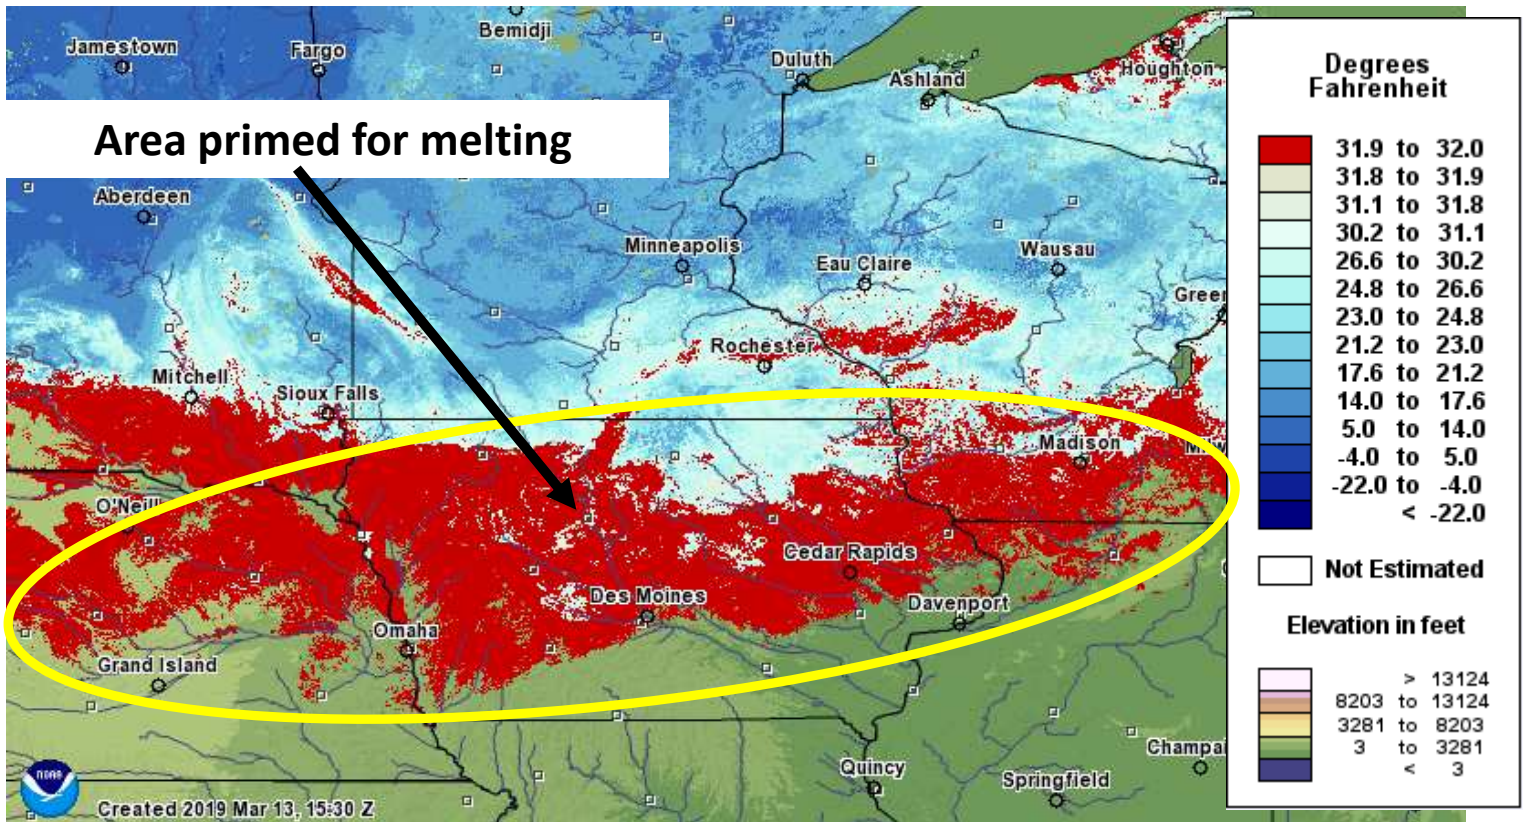 Bemidji
Jamestown
Fargo
Duluth
Ashland
Houghton
Area primed for melting
Aberdeen
Minneapolis
Eau Claire
Wausau
Green
Rochester
Mitchell
Sioux Falls
Madison
Milw
O'Neill
Cedar Rapids
Des Moines
Davenport
Omaha
Grand Island
Champai
Quincy
Springfield
NOAA
Created 2019 Mar 13, 15:30 Z
Degrees
Fahrenheit
31.9 to 32.0
31.8 to 31.9
31.1 to 31.8
30.2 to 31.1
26.6 to 30.2
24.8 to 26.6
23.0 to 24.8
21.2 to 23.0
17.6 to 21.2
14.0 to 17.6
5.0 to 14.0
-4.0 to 5.0
-22.0 to -4.0
< -22.0
Not Estimated
Elevation in feet
> 13124
8203 to 13124
3281 to 8203
3 to 3281
< 3